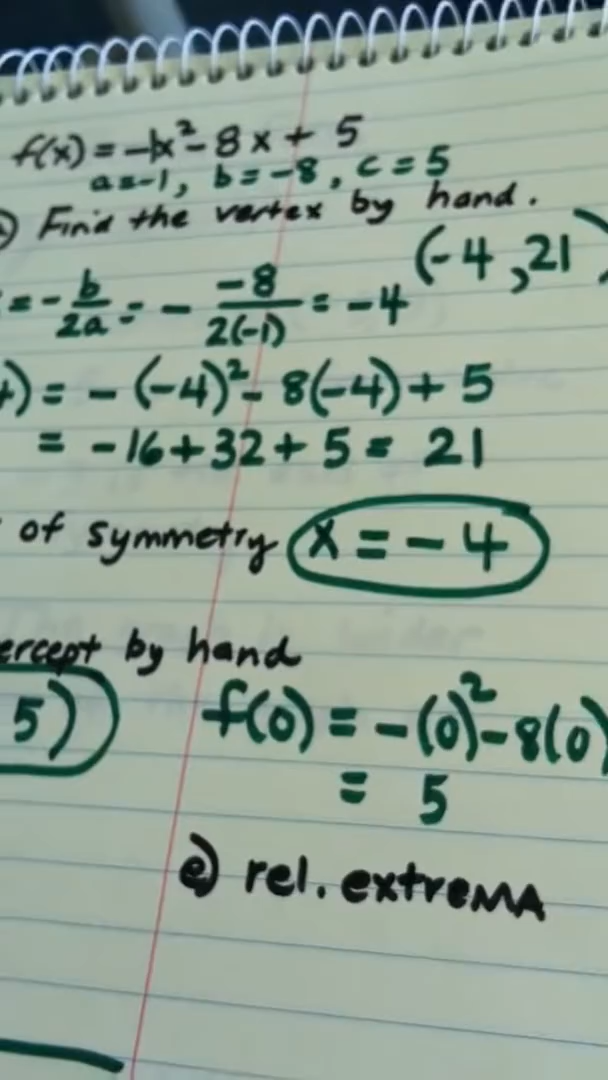 f(x) = -1x² - 8x + 5
a = -1, b = -8, c = 5
) Find the vertex by hand.
(-4, 21)
= -b/2a = - -8/2(-1) = -4
) = - (-4)² - 8(-4) + 5
= -16 + 32 + 5 = 21
of symmetry x = -4
ercept by hand
5) f(0) = -(0)² - 8(0)
= 5
e) rel. extremA